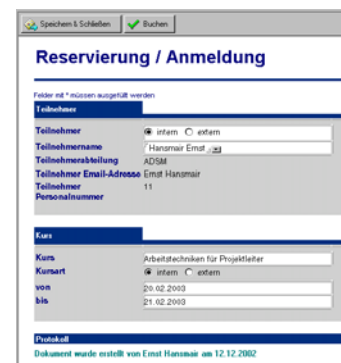 Speichern & Schließen Buchen
Reservierung / Anmeldung
Felder mit * müssen ausgefüllt werden
Teilnehmer
Teilnehmer intern extern
Teilnehmername Hansmair Ernst
Teilnehmerabteilung ADSM
Teilnehmer Email-Adresse Ernst Hansmair
Teilnehmer 11
Personalnummer
Kurs
Kurs Arbeitstechniken für Projektleiter
Kursart intern extern
von 20.02.2003
bis 21.02.2003
Protokoll
Dokument wurde erstellt von Ernst Hansmair am 12.12.2002